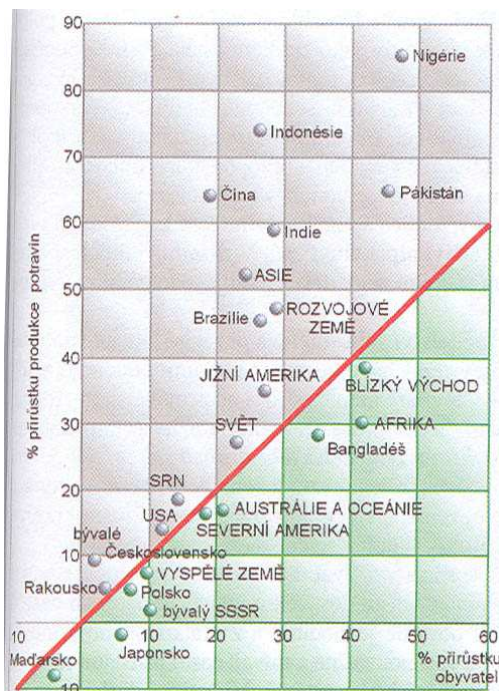 90
Nigérie
80
Indonésie
70
Čína
Pákistán
60
Indie
ASIE
50
ROZVOJOVÉ
ZEMĚ
Brazílie
40
JIŽNÍ AMERIKA
BLÍZKÝ VÝCHOD
30
SVĚT
AFRIKA
Bangladéš
20
SRN
USA
AUSTRÁLIE A OCEÁNIE
SEVERNÍ AMERIKA
bývalé
Československo
10
VYSPĚLÉ ZEMĚ
Rakousko
Polsko
bývalý SSSR
10
10
20
30
40
50
60
Maďarsko
Japonsko
% přírůstku
obyvatel
10
% přírůstku produkce potravin